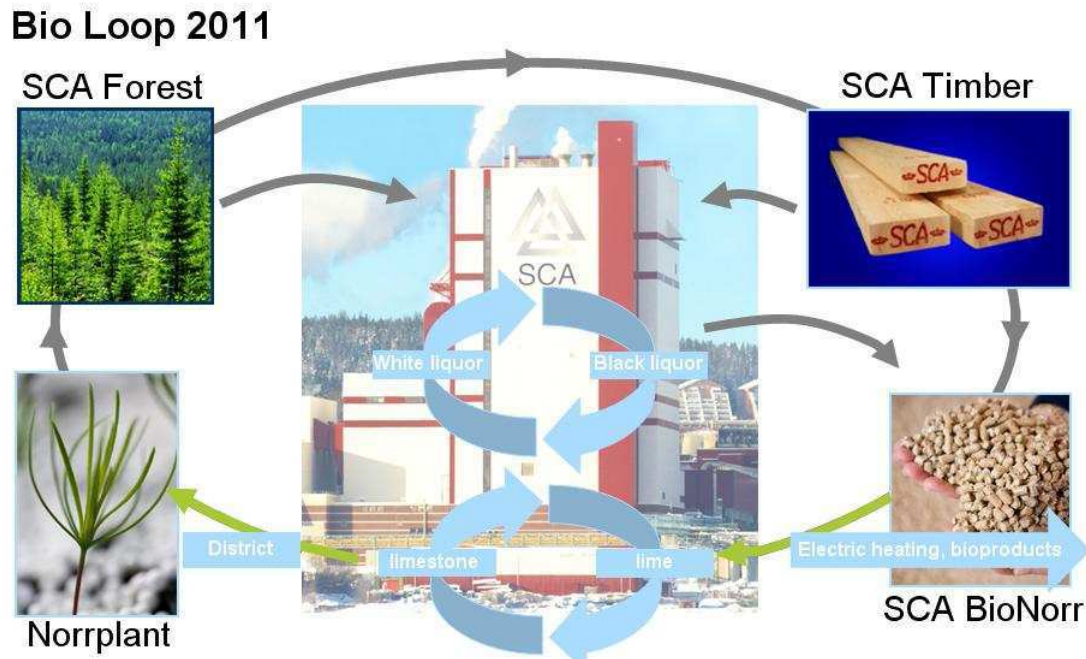 Bio Loop 2011
SCA Forest
SCA Timber
SCA
SCA
SCA
SCA
White liquor
Black liquor
District
limestone
lime
Electric heating, bioproducts
Norrplant
SCA BioNorr